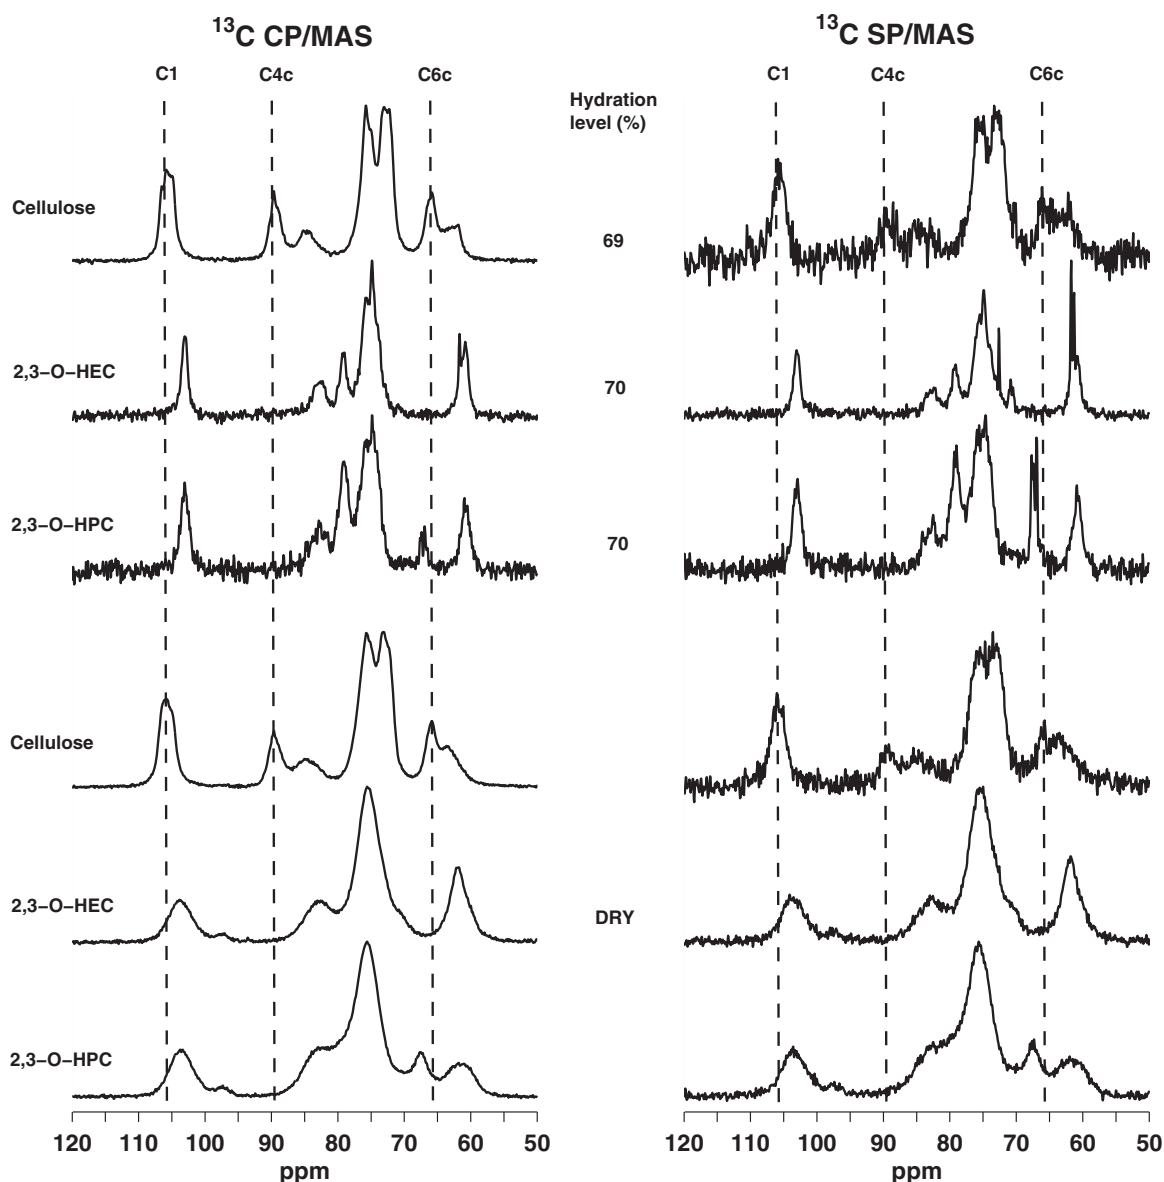 ¹³C CP/MAS
¹³C SP/MAS
C1 C4c C6c
C1 C4c C6c
Hydration
level (%)
Cellulose
69
2,3–O–HEC
70
2,3–O–HPC
70
Cellulose
2,3–O–HEC
DRY
2,3–O–HPC
120 110 100 90 80 70 60 50
ppm
120 110 100 90 80 70 60 50
ppm